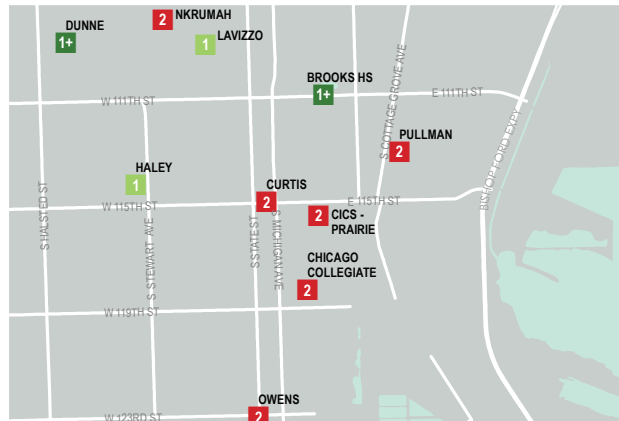 DUNNE
1+
2
NKRUMAH
LAVIZZO
1
BROOKS HS
1+
W 111TH ST
E 111TH ST
S COTTAGE GROVE AVE
PULLMAN
2
BISHOP FORD EXPY
HALEY
1
CURTIS
2
W 115TH ST
E 115TH ST
2
CICS -
PRAIRIE
S HALSTED ST
S. STEWART AVE
S STATE ST
S MICHIGAN AVE
CHICAGO
COLLEGIATE
2
W 119TH ST
OWENS
2
W 123RD ST